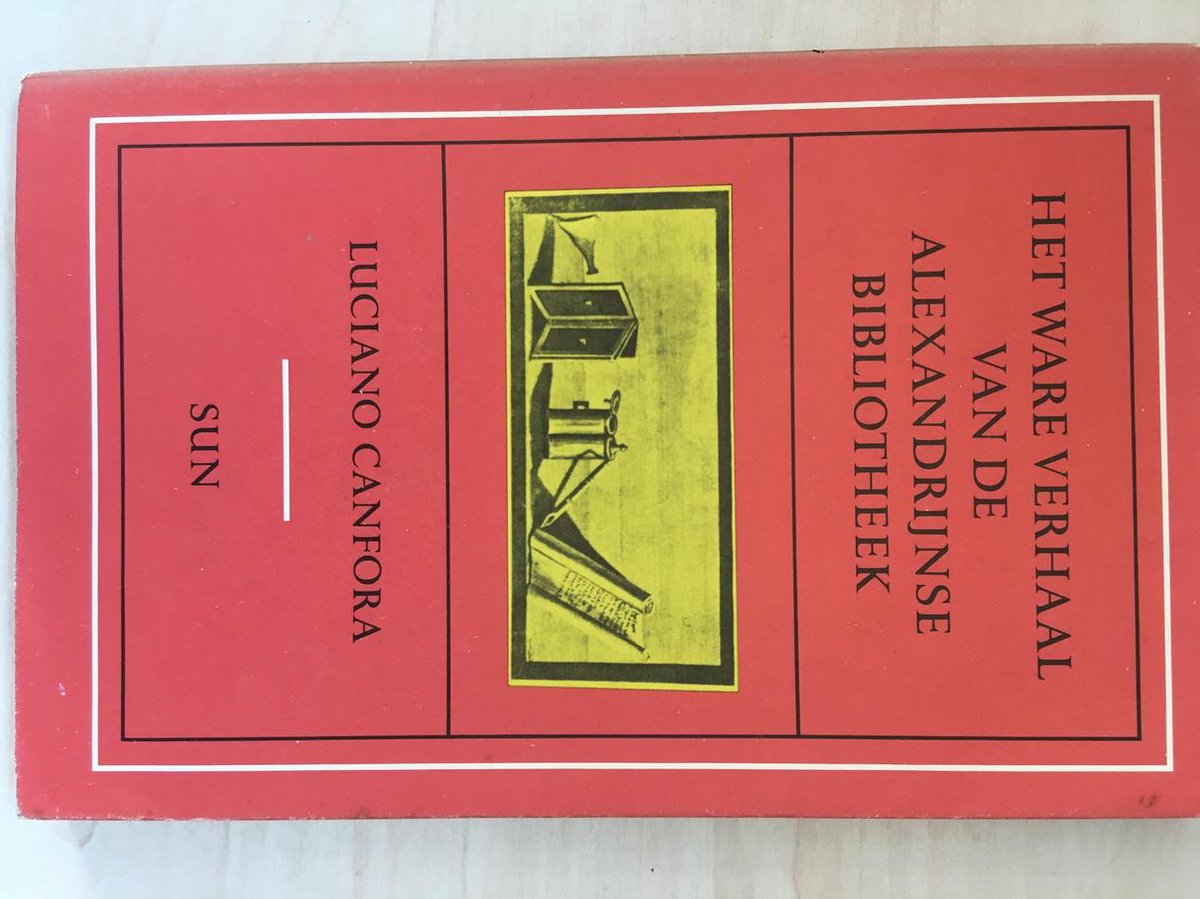 HET WARE VERHAAL
VAN DE
ALEXANDRIJNSE
BIBLIOTHEEK
LUCIANO CANFORA
SUN